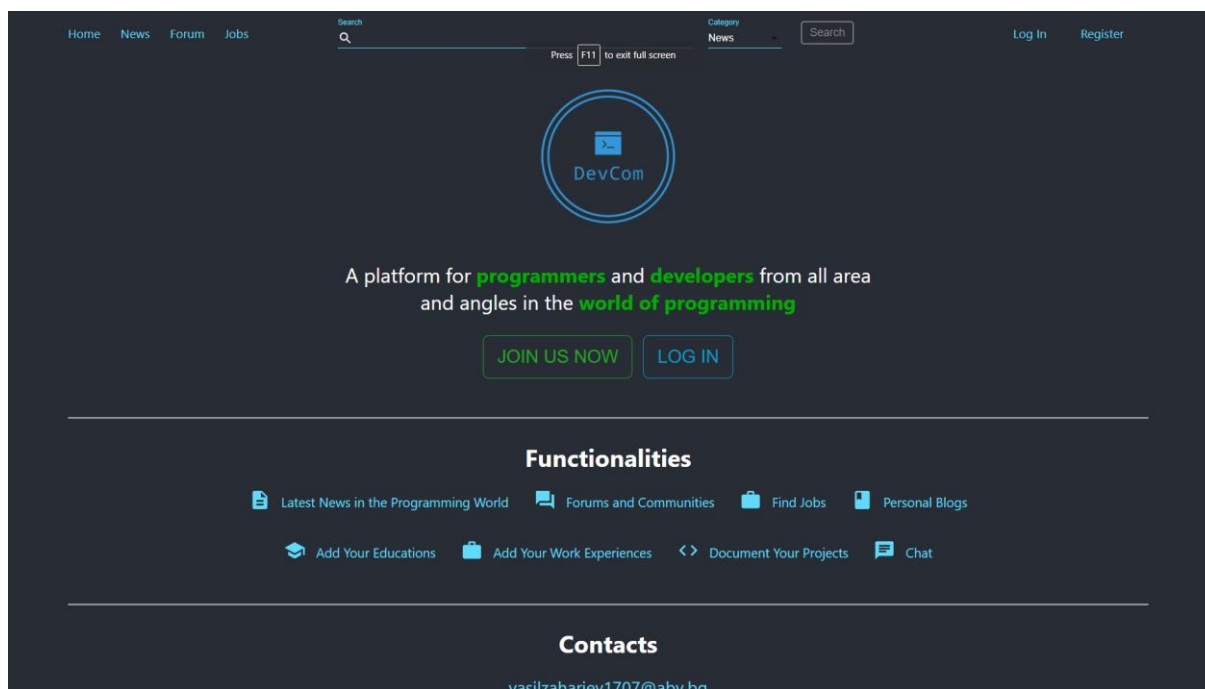 Search
Category
Home News Forum Jobs
News
Search
Log In Register
Press F11 to exit full screen
>_
DevCom
A platform for programmers and developers from all area
and angles in the world of programming
JOIN US NOW LOG IN
Functionalities
Latest News in the Programming World Forums and Communities Find Jobs Personal Blogs
Add Your Educations Add Your Work Experiences <> Document Your Projects Chat
Contacts
vasilzahariev1707@abv.bg